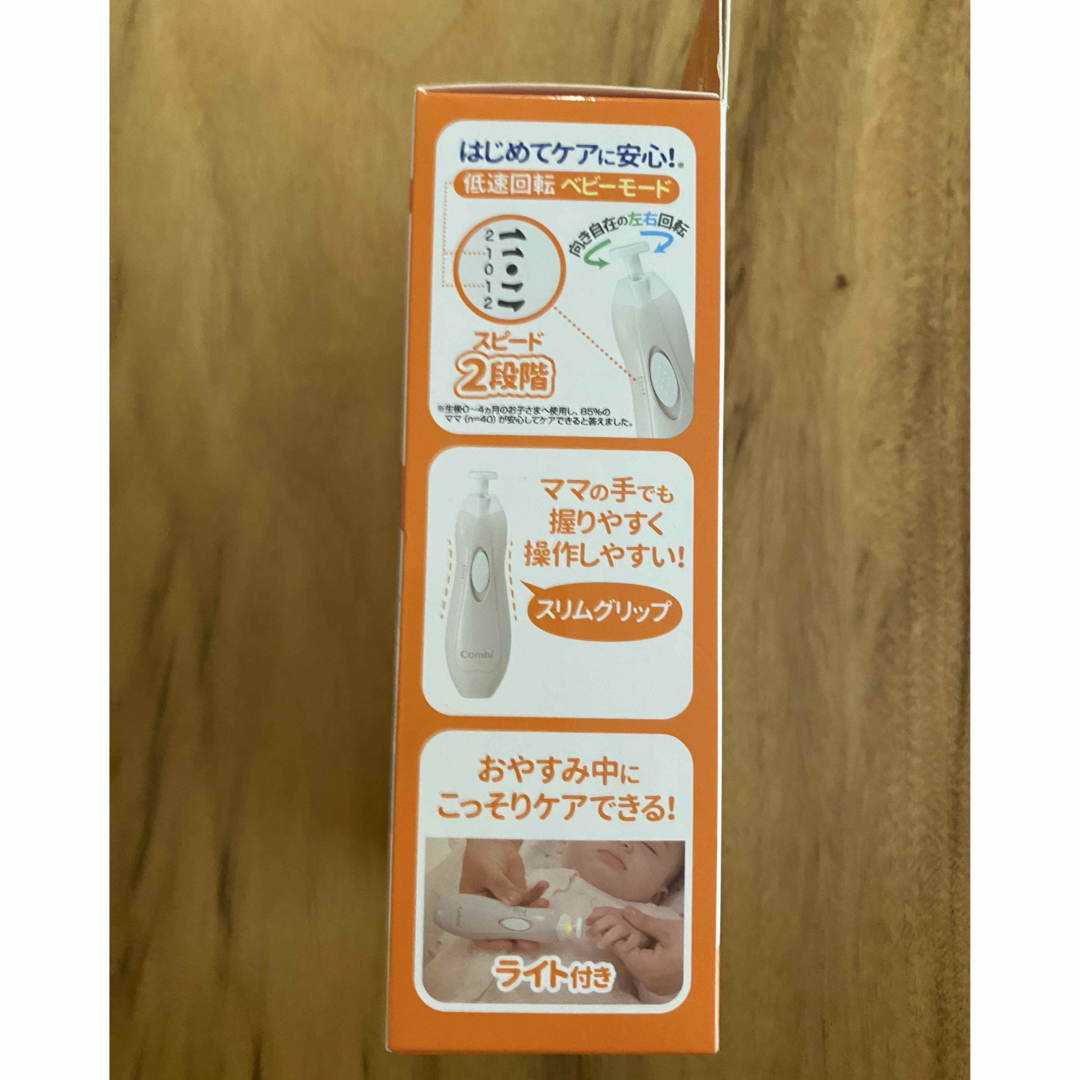 はじめてケアに安心!※
低速回転 ベビーモード
向き自在の左右回転
2
1
0
1
2
スピード
2段階
※生後0〜4ヵ月のお子さまへ使用し、85%の
ママ(n=40)が安心してケアできると答えました。
ママの手でも
握りやすく
操作しやすい!
スリムグリップ
Combi
おやすみ中に
こっそりケアできる!
ライト付き